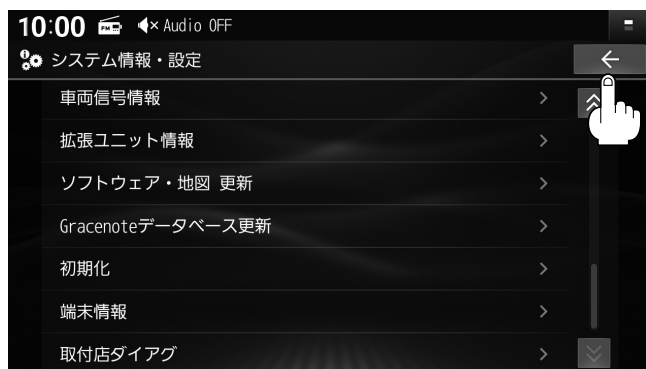 10:00 FM Audio OFF
システム情報・設定
車両信号情報
拡張ユニット情報
ソフトウェア・地図 更新
Gracenoteデータベース更新
初期化
端末情報
取付店ダイアグ